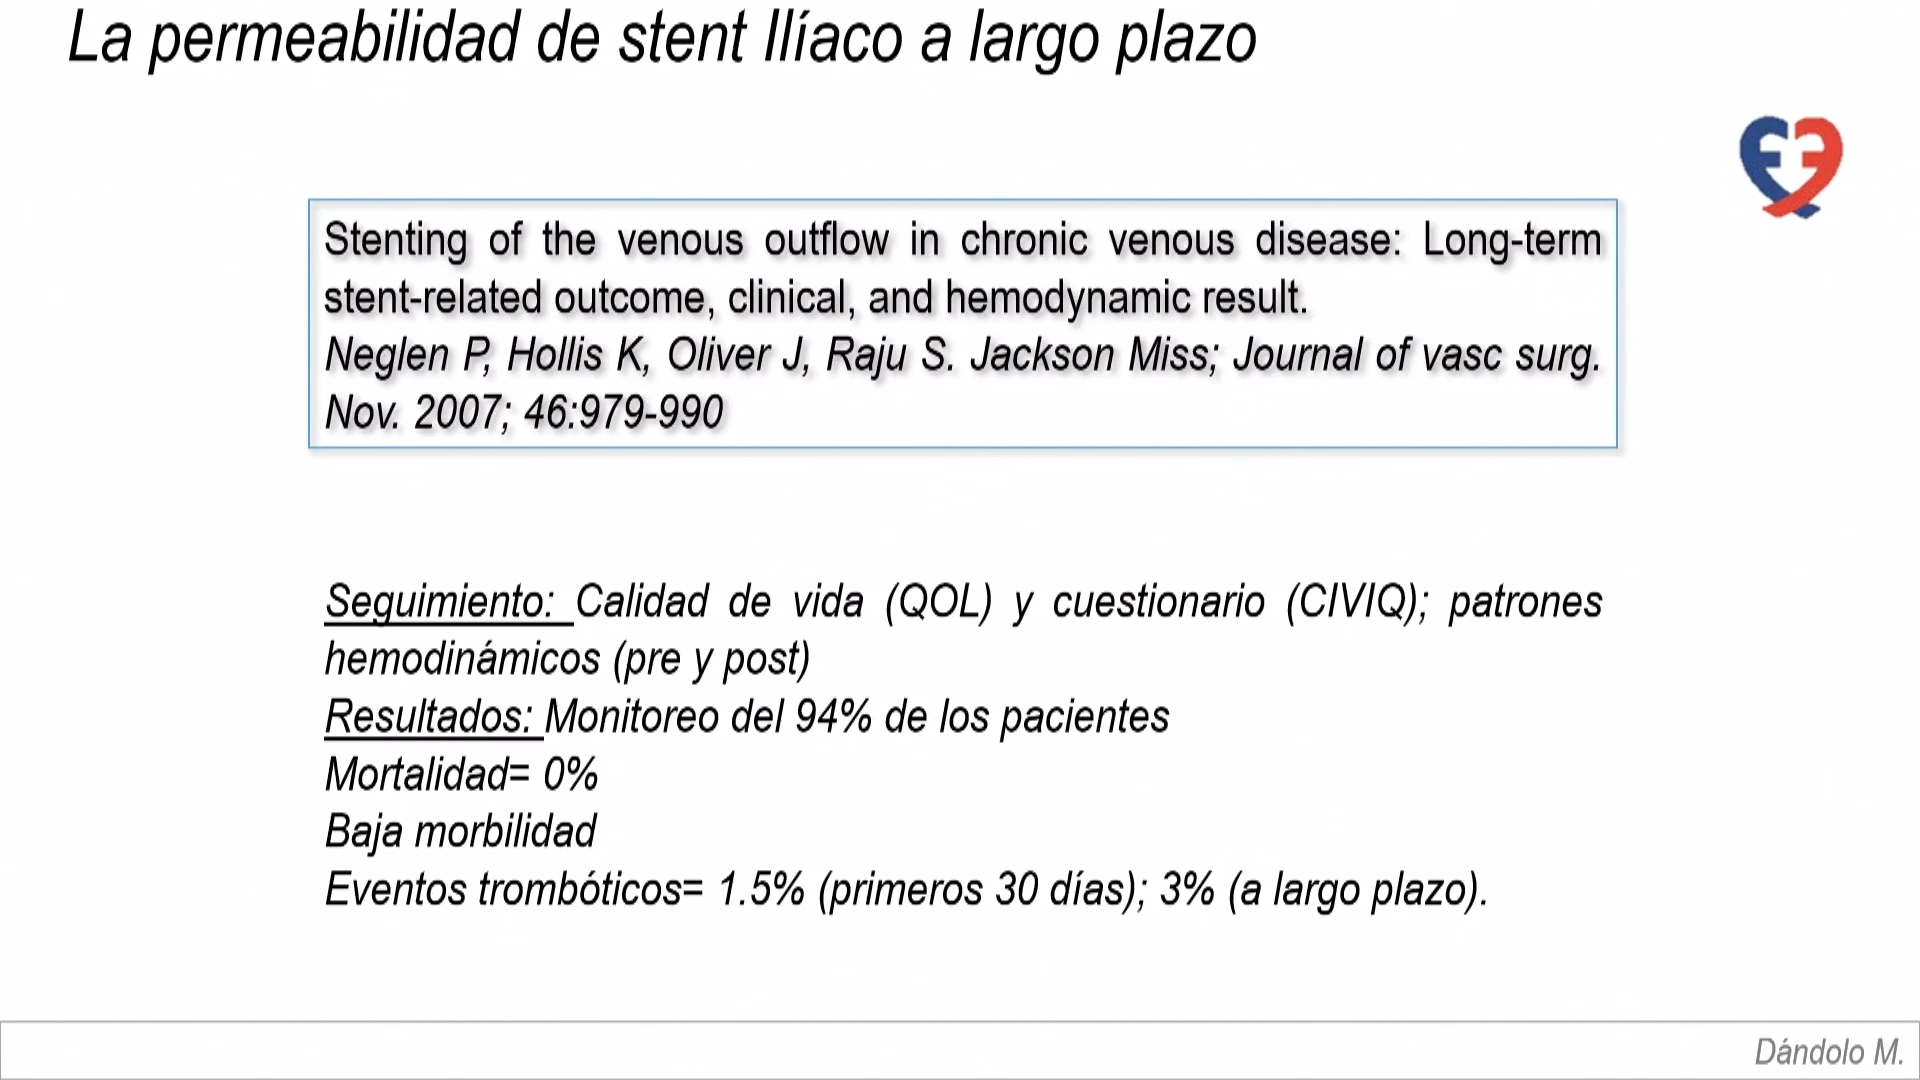 La permeabilidad de stent Ilíaco a largo plazo
Stenting of the venous outflow in chronic venous disease: Long-term
stent-related outcome, clinical, and hemodynamic result.
Neglen P, Hollis K, Oliver J, Raju S. Jackson Miss; Journal of vasc surg.
Nov. 2007; 46:979-990
Seguimiento: Calidad de vida (QOL) y cuestionario (CIVIQ); patrones
hemodinámicos (pre y post)
Resultados: Monitoreo del 94% de los pacientes
Mortalidad= 0%
Baja morbilidad
Eventos trombóticos= 1.5% (primeros 30 días); 3% (a largo plazo).
Dándolo M.